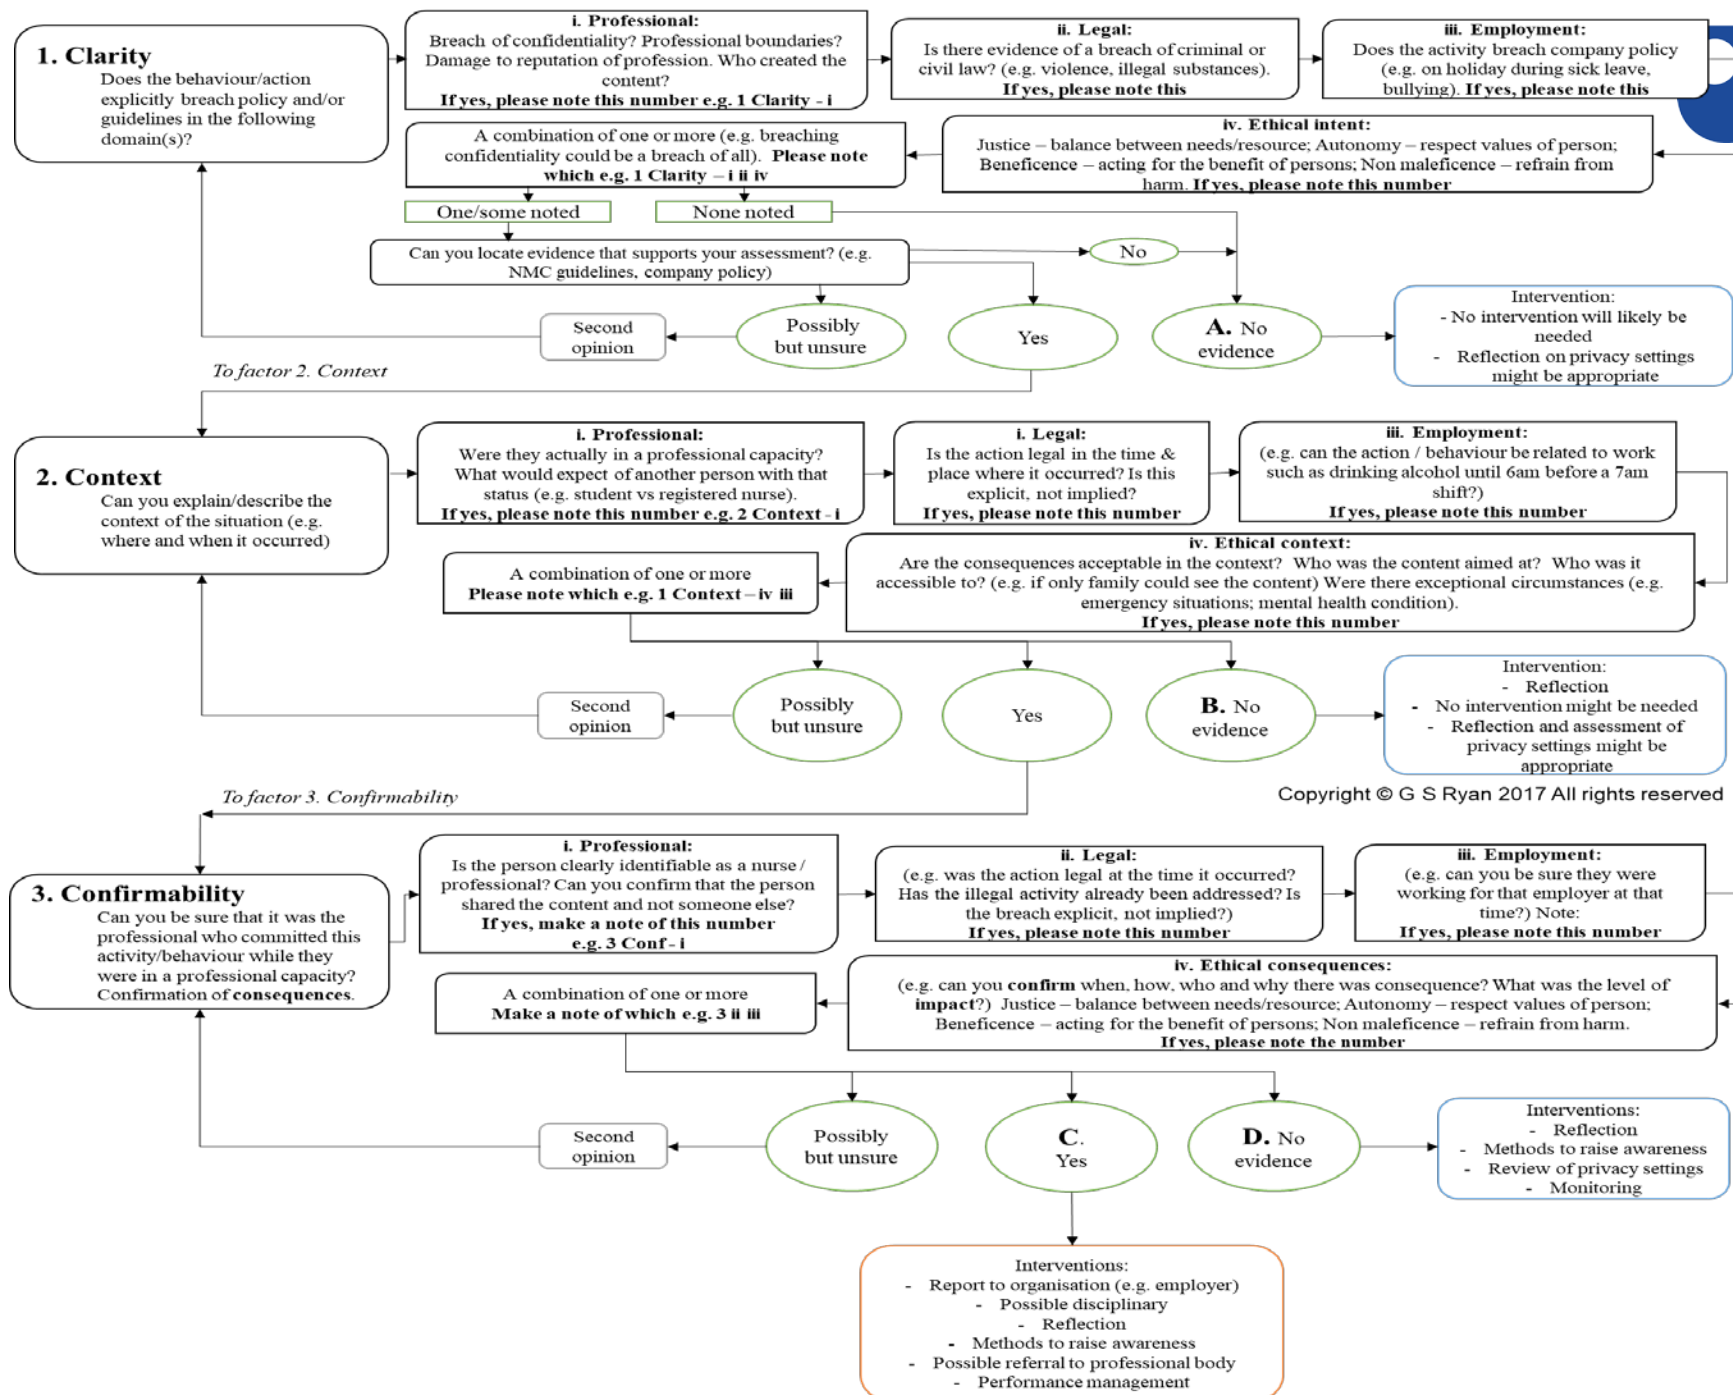 1. Clarity
Does the behaviour/action
explicitly breach policy and/or
guidelines in the following
domain(s)?
i. Professional:
Breach of confidentiality? Professional boundaries?
Damage to reputation of profession. Who created the
content?
If yes, please note this number e.g. 1 Clarity - i
ii. Legal:
Is there evidence of a breach of criminal or
civil law? (e.g. violence, illegal substances).
If yes, please note this
iii. Employment:
Does the activity breach company policy
(e.g. on holiday during sick leave,
bullying). If yes, please note this
iv. Ethical intent:
Justice – balance between needs/resource; Autonomy – respect values of person;
Beneficence – acting for the benefit of persons; Non maleficence – refrain from
harm. If yes, please note this number
A combination of one or more (e.g. breaching
confidentiality could be a breach of all). Please note
which e.g. 1 Clarity – i ii iv
One/some noted
None noted
Can you locate evidence that supports your assessment? (e.g.
NMC guidelines, company policy)
No
Second
opinion
Possibly
but unsure
Yes
A. No
evidence
Intervention:
- No intervention will likely be
needed
- Reflection on privacy settings
might be appropriate
To factor 2. Context
2. Context
Can you explain/describe the
context of the situation (e.g.
where and when it occurred)
i. Professional:
Were they actually in a professional capacity?
What would expect of another person with that
status (e.g. student vs registered nurse).
If yes, please note this number e.g. 2 Context - i
i. Legal:
Is the action legal in the time &
place where it occurred? Is this
explicit, not implied?
If yes, please note this number
iii. Employment:
(e.g. can the action / behaviour be related to work
such as drinking alcohol until 6am before a 7am
shift?)
If yes, please note this number
iv. Ethical context:
Are the consequences acceptable in the context? Who was the content aimed at? Who was it
accessible to? (e.g. if only family could see the content) Were there exceptional circumstances (e.g.
emergency situations; mental health condition).
If yes, please note this number
A combination of one or more
Please note which e.g. 1 Context – iv iii
Second
opinion
Possibly
but unsure
Yes
B. No
evidence
Intervention:
- Reflection
- No intervention might be needed
- Reflection and assessment of
privacy settings might be
appropriate
Copyright © G S Ryan 2017 All rights reserved
To factor 3. Confirmability
3. Confirmability
Can you be sure that it was the
professional who committed this
activity/behaviour while they
were in a professional capacity?
Confirmation of consequences.
i. Professional:
Is the person clearly identifiable as a nurse /
professional? Can you confirm that the person
shared the content and not someone else?
If yes, make a note of this number
e.g. 3 Conf - i
ii. Legal:
(e.g. was the action legal at the time it occurred?
Has the illegal activity already been addressed? Is
the breach explicit, not implied?)
If yes, please note this number
iii. Employment:
(e.g. can you be sure they were
working for that employer at that
time?) Note:
If yes, please note this number
iv. Ethical consequences:
(e.g. can you confirm when, how, who and why there was consequence? What was the level of
impact?) Justice – balance between needs/resource; Autonomy – respect values of person;
Beneficence – acting for the benefit of persons; Non maleficence – refrain from harm.
If yes, please note the number
A combination of one or more
Make a note of which e.g. 3 ii iii
Second
opinion
Possibly
but unsure
C.
Yes
D. No
evidence
Interventions:
- Reflection
- Methods to raise awareness
- Review of privacy settings
- Monitoring
Interventions:
- Report to organisation (e.g. employer)
- Possible disciplinary
- Reflection
- Methods to raise awareness
- Possible referral to professional body
- Performance management